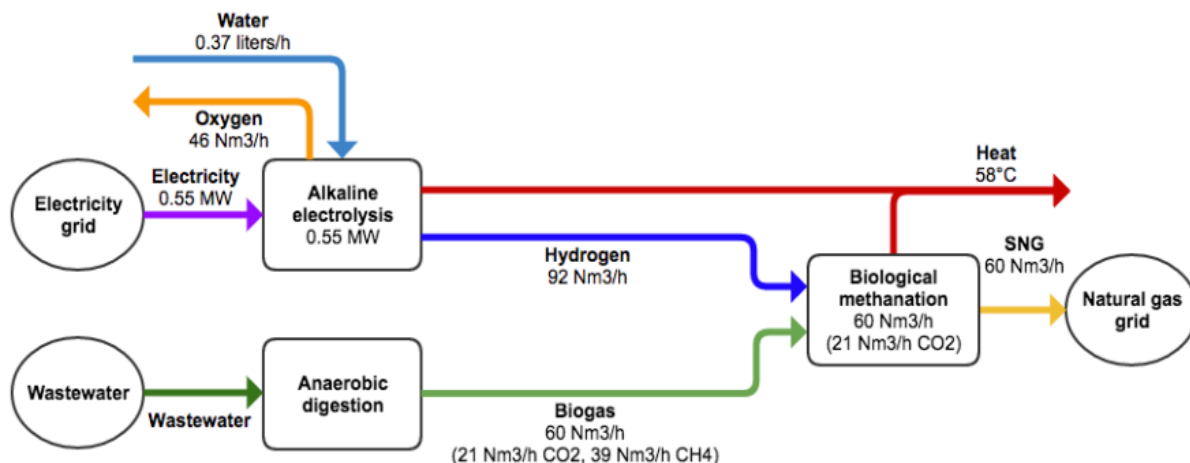 Water
0.37 liters/h
Oxygen
46 Nm3/h
Electricity
0.55 MW
Electricity
grid
Alkaline
electrolysis
0.55 MW
Heat
58°C
Hydrogen
92 Nm3/h
SNG
60 Nm3/h
Biological
methanation
60 Nm3/h
(21 Nm3/h CO2)
Natural gas
grid
Wastewater
Wastewater
Anaerobic
digestion
Biogas
60 Nm3/h
(21 Nm3/h CO2, 39 Nm3/h CH4)